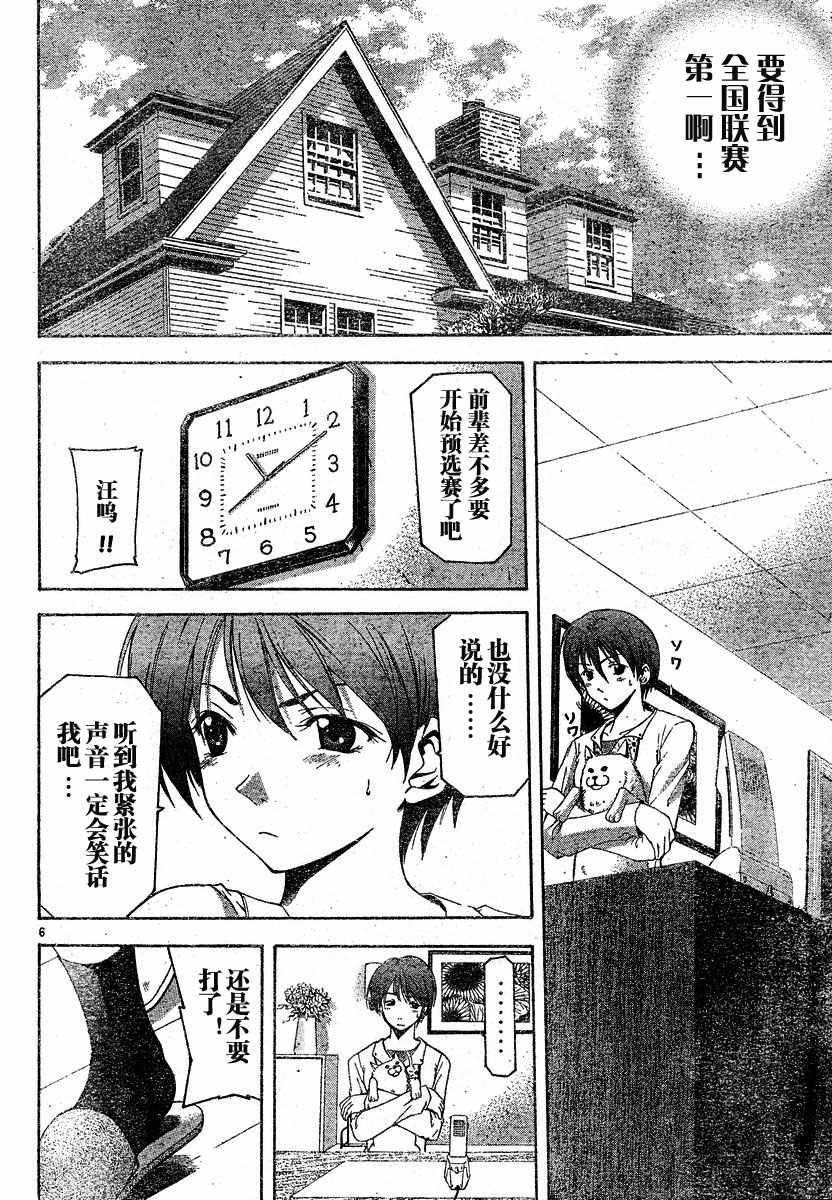 要得到
全国联赛
第一啊…
ソワ
ソワ
前辈差不多要
开始预选赛了吧
11 12 1
10 2
9 3
8 4
7 6 5
汪呜!!
也没什么好
说的……
听到我紧张的
声音一定会笑话
我吧…
………
还是不要
打了!
6